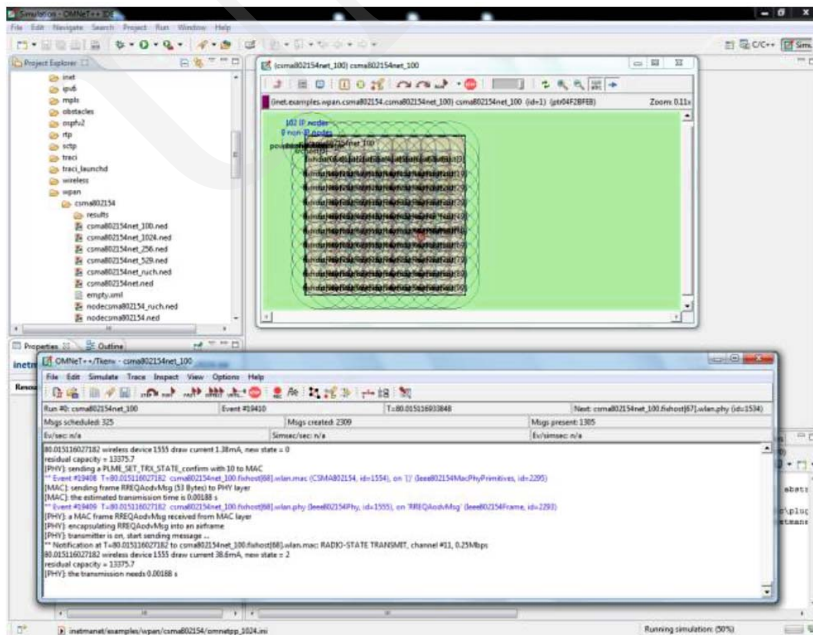 Simulation - OMNeT++ IDE
File Edit Navigate Search Project Run Window Help
C/C++
Project Explorer
inet
ipv6
mpls
obstacles
ospfv2
rtp
sctp
traci
traci_launchd
wireless
wpan
csma802154
results
csma802154net_100.ned
csma802154net_1024.ned
csma802154net_256.ned
csma802154net_529.ned
csma802154net_ruch.ned
csma802154net.ned
empty.xml
nodecsma802154_ruch.ned
nodecsma802154.ned
(csma802154net_100) csma802154net_100
(inet.examples.wpan.csma802154.csma802154net_100) csma802154net_100 (id=1) (ptr04F2BFE8)
Zoom: 0.11x
102 IP nodes
0 non-IP nodes
Properties Outline
OMNeT++/Tkenv - csma802154net_100
File Edit Simulate Trace Inspect View Options Help
Run #0: csma802154net_100
Event #19410
T=80.015116933848
Next: csma802154net_100.fixhost[67].wlan.phy (id=1534)
Msgs scheduled: 325
Msgs created: 2309
Msgs present: 1385
Ev/sec: n/a
Simsec/sec: n/a
Ev/simsec: n/a
80.015116027182 wireless device 1555 draw current 1.38mA, new state = 0
residual capacity = 13375.7
[PHY]: sending a PLME_SET_TRX_STATE_confirm with 10 to MAC
** Event #19408 T=80.015116027182 csma802154net_100.fixhost[68].wlan.mac (CSMA802154, id=1554), on '{}' (Ieee802154MacPhyPrimitives, id=2295)
[MAC]: sending frame RREQAodvMsg (53 Bytes) to PHY layer
[MAC]: the estimated transmission time is 0.00188 s
** Event #19409 T=80.015116027182 csma802154net_100.fixhost[68].wlan.phy (Ieee802154Phy, id=1555), on 'RREQAodvMsg' (Ieee802154Frame, id=2293)
[PHY]: a MAC frame RREQAodvMsg received from MAC layer
[PHY]: encapsulating RREQAodvMsg into an airframe
[PHY]: transmitter is on, start sending message ...
** Notification at T=80.015116027182 to csma802154net_100.fixhost[68].wlan.mac: RADIO-STATE TRANSMIT, channel #11, 0.25Mbps
80.015116027182 wireless device 1555 draw current 38.6mA, new state = 2
residual capacity = 13375.7
[PHY]: the transmission needs 0.00188 s
inetmanet/examples/wpan/csma802154/omnetpp_1024.ini
Running simulation: (50%)